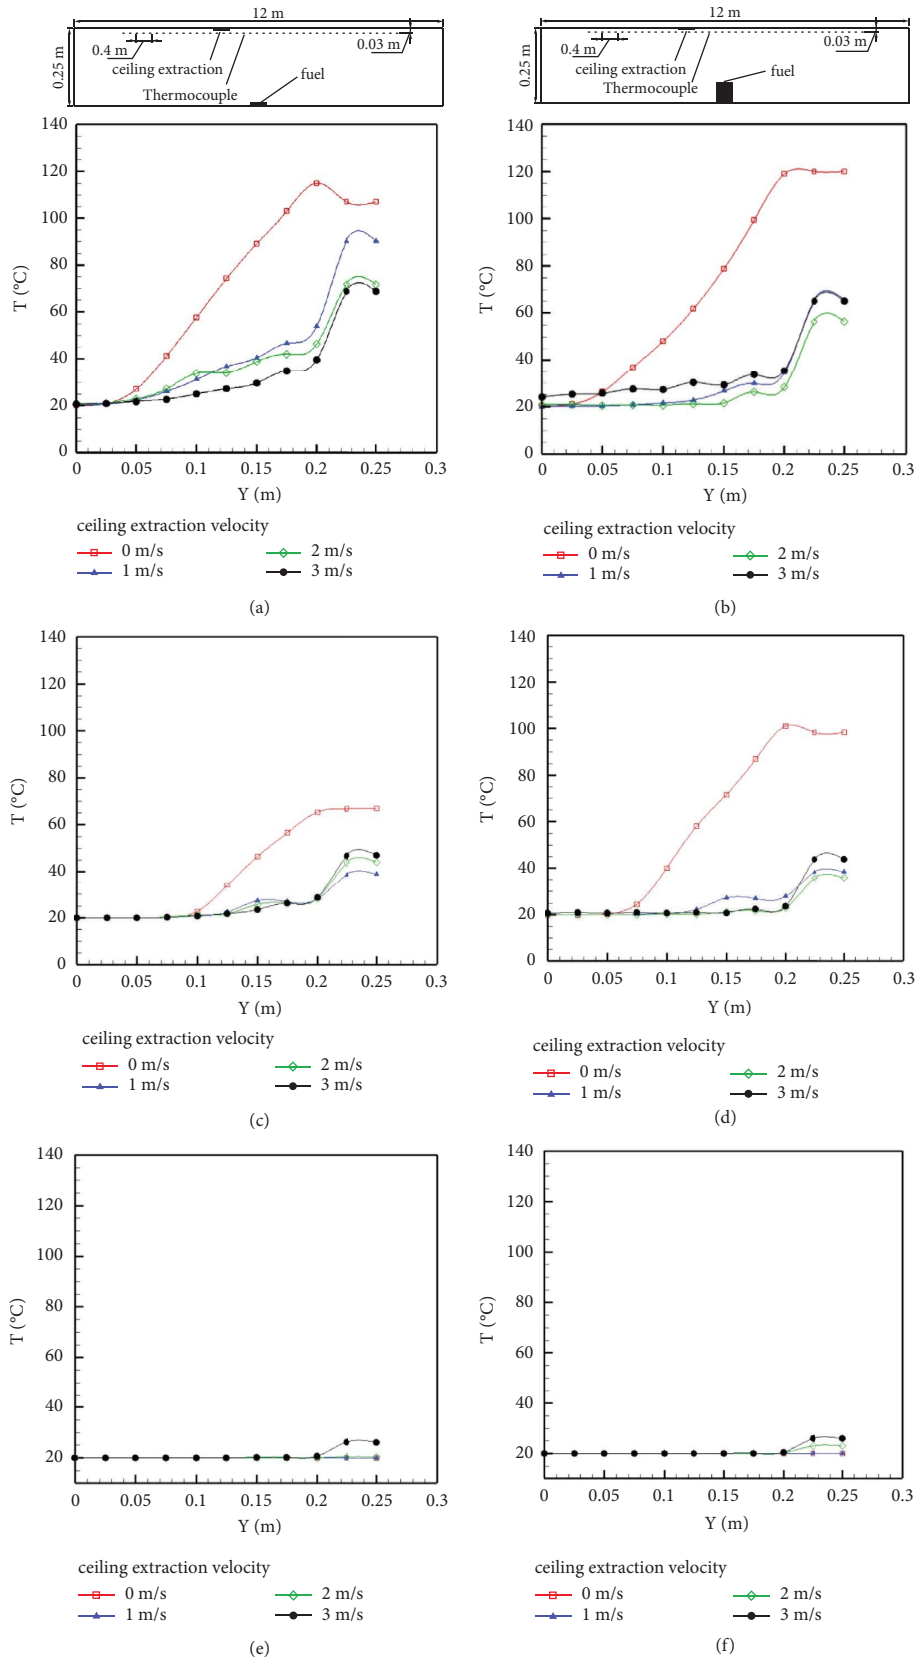 12 m
0.25 m
0.4 m
0.03 m
ceiling extraction
fuel
Thermocouple
12 m
0.25 m
0.4 m
0.03 m
ceiling extraction
fuel
Thermocouple
140
120
100
80
60
40
20
0
T (°C)
0 0.05 0.1 0.15 0.2 0.25 0.3
Y (m)
ceiling extraction velocity
0 m/s 2 m/s
1 m/s 3 m/s
(a)
140
120
100
80
60
40
20
0
T (°C)
0 0.05 0.1 0.15 0.2 0.25 0.3
Y (m)
ceiling extraction velocity
0 m/s 2 m/s
1 m/s 3 m/s
(b)
140
120
100
80
60
40
20
0
T (°C)
0 0.05 0.1 0.15 0.2 0.25 0.3
Y (m)
ceiling extraction velocity
0 m/s 2 m/s
1 m/s 3 m/s
(c)
140
120
100
80
60
40
20
0
T (°C)
0 0.05 0.1 0.15 0.2 0.25 0.3
Y (m)
ceiling extraction velocity
0 m/s 2 m/s
1 m/s 3 m/s
(d)
140
120
100
80
60
40
20
0
T (°C)
0 0.05 0.1 0.15 0.2 0.25 0.3
Y (m)
ceiling extraction velocity
0 m/s 2 m/s
1 m/s 3 m/s
(e)
140
120
100
80
60
40
20
0
T (°C)
0 0.05 0.1 0.15 0.2 0.25 0.3
Y (m)
ceiling extraction velocity
0 m/s 2 m/s
1 m/s 3 m/s
(f)